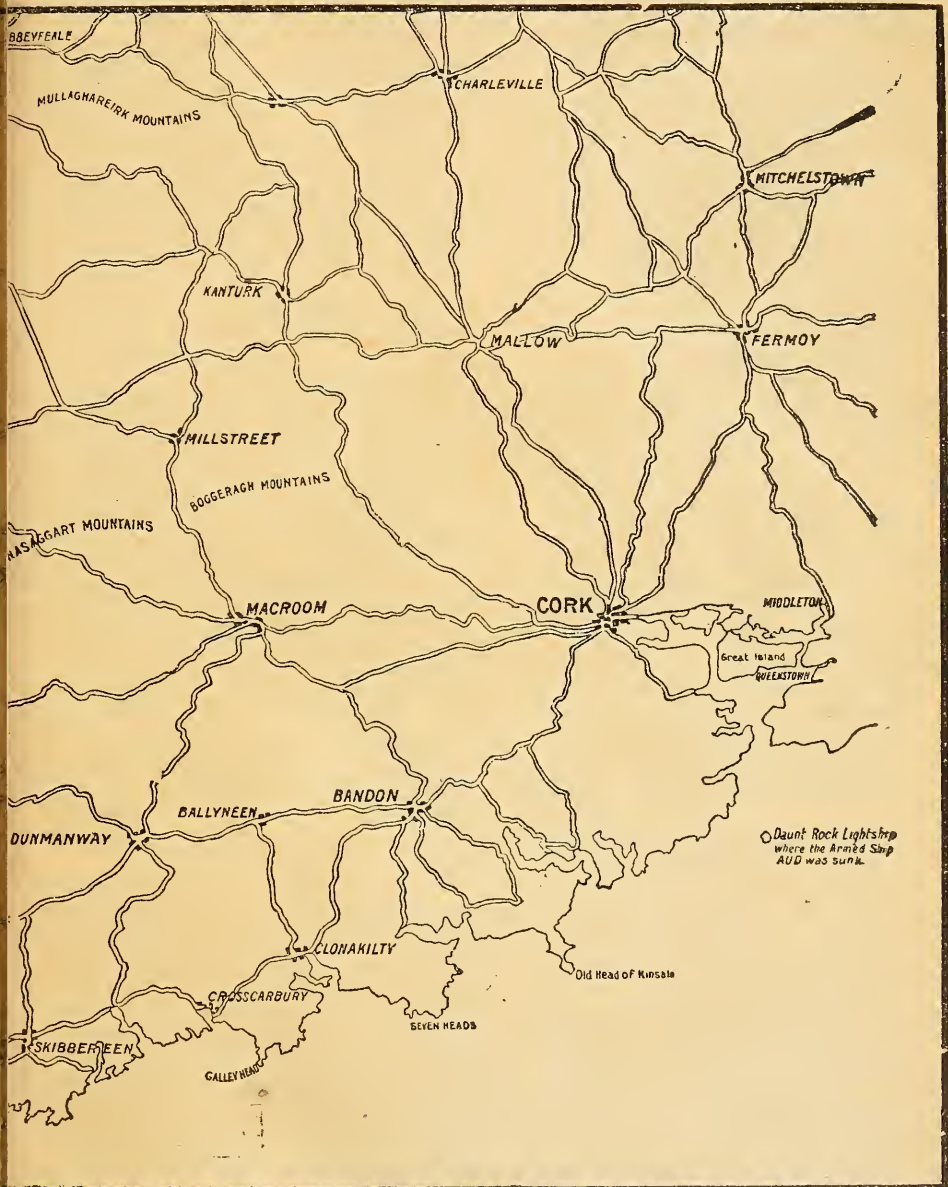 BBEYFEALE
CHARLEVILLE
MULLAGHAREIRK MOUNTAINS
MITCHELSTOWN
KANTURK
MALLOW
FERMOY
MILLSTREET
BOGGERAGH MOUNTAINS
NASAGGART MOUNTAINS
MACROOM
CORK
MIDDLETON
Great Island
QUEENSTOWN
BANDON
BALLYNEEN
DUNMANWAY
Daunt Rock Lightship
where the Armed Ship
AUD was sunk
CLONAKILTY
Old Head of Kinsale
CROSSCARBURY
SEVEN HEADS
SKIBBEREEN
GALLEY HEAD